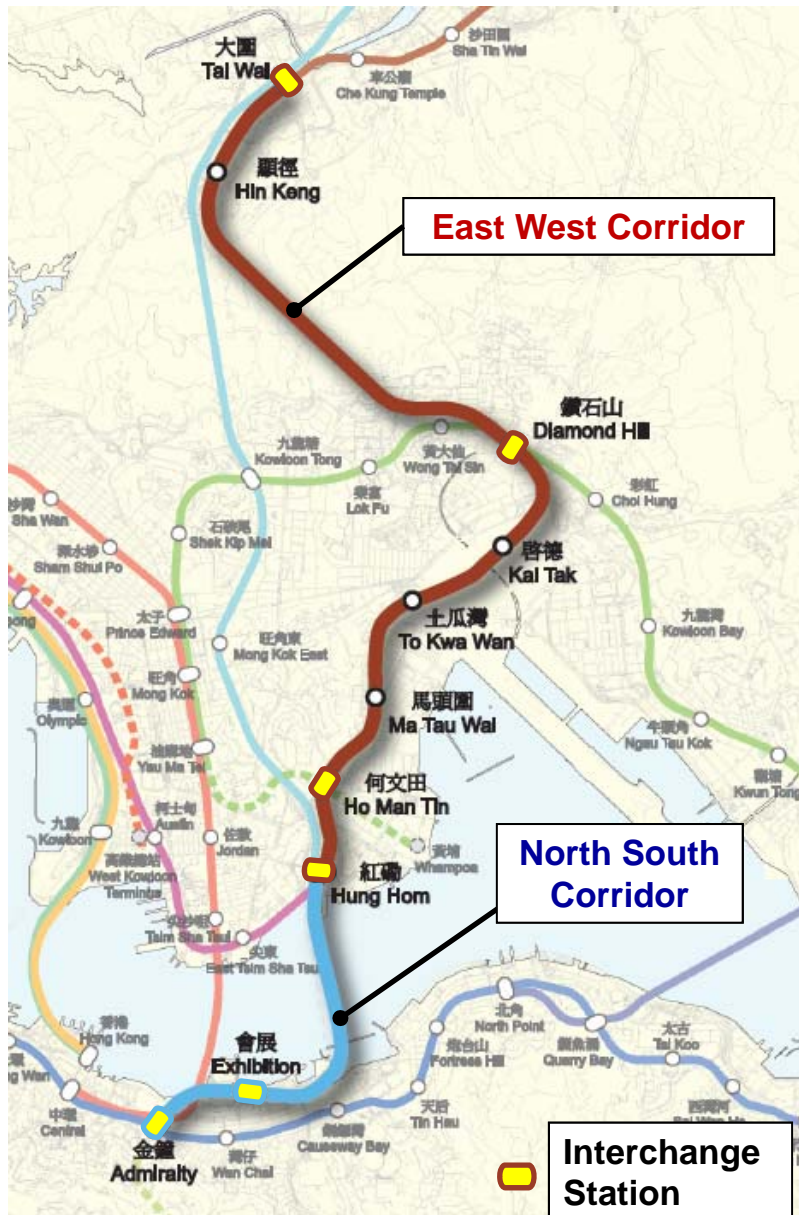 沙田圍
Sha Tin Wai
大圍
Tai Wai
車公廟
Che Kung Temple
顯徑
Hin Keng
East West Corridor
鑽石山
Diamond Hill
九龍塘
Kowloon Tong
黃大仙
Wong Tai Sin
樂富
Lok Fu
彩虹
Choi Hung
Sha Wan
石硤尾
Shek Kip Mei
深水埗
Sham Shui Po
啓德
Kai Tak
土瓜灣
To Kwa Wan
太子
Prince Edward
旺角東
Mong Kok East
九龍灣
Kowloon Bay
旺角
Mong Kok
馬頭圍
Ma Tau Wai
奧運
Olympic
牛頭角
Ngau Tau Kok
油麻地
Yau Ma Tei
觀塘
Kwun Tong
何文田
Ho Man Tin
九龍
Kowloon
柯士甸
Austin
佐敦
Jordan
黃埔
Whampoa
高鐵總站
West Kowloon
Terminus
紅磡
Hung Hom
North South
Corridor
尖沙咀
Tsim Sha Tsui
尖東
East Tsim Sha Tsui
香港
Hong Kong
會展
Exhibition
北角
North Point
炮台山
Fortress Hill
鰂魚涌
Quarry Bay
太古
Tai Koo
中環
Central
天后
Tin Hau
西灣河
Sai Wan Ho
銅鑼灣
Causeway Bay
金鐘
Admiralty
灣仔
Wan Chai
Interchange
Station